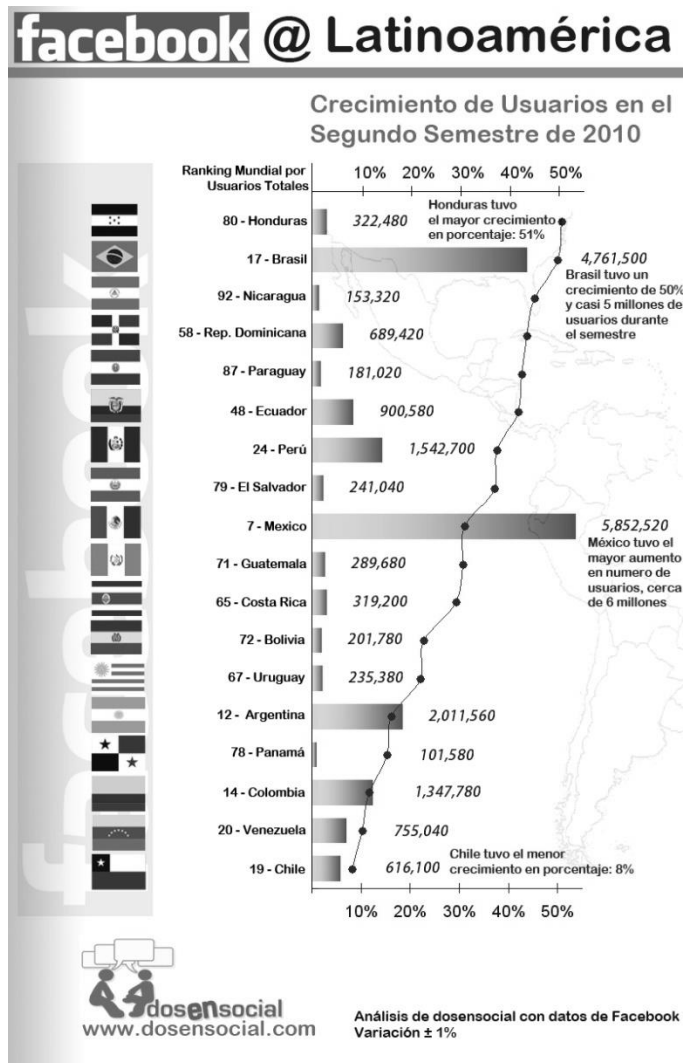 facebook @ Latinoamérica
Crecimiento de Usuarios en el
Segundo Semestre de 2010
Ranking Mundial por
Usuarios Totales
10% 20% 30% 40% 50%
80 - Honduras 322,480
Honduras tuvo
el mayor crecimiento
en porcentaje: 51%
17 - Brasil 4,761,500
Brasil tuvo un
crecimiento de 50%
y casi 5 millones de
usuarios durante
el semestre
92 - Nicaragua 153,320
58 - Rep. Dominicana 689,420
87 - Paraguay 181,020
48 - Ecuador 900,580
24 - Perú 1,542,700
79 - El Salvador 241,040
7 - Mexico 5,852,520
México tuvo el
mayor aumento
en numero de
usuarios, cerca
de 6 millones
71 - Guatemala 289,680
65 - Costa Rica 319,200
72 - Bolivia 201,780
67 - Uruguay 235,380
12 - Argentina 2,011,560
78 - Panamá 101,580
14 - Colombia 1,347,780
20 - Venezuela 755,040
19 - Chile 616,100
Chile tuvo el menor
crecimiento en porcentaje: 8%
10% 20% 30% 40% 50%
facebook
dosensocial
www.dosensocial.com
Análisis de dosensocial con datos de Facebook
Variación ± 1%